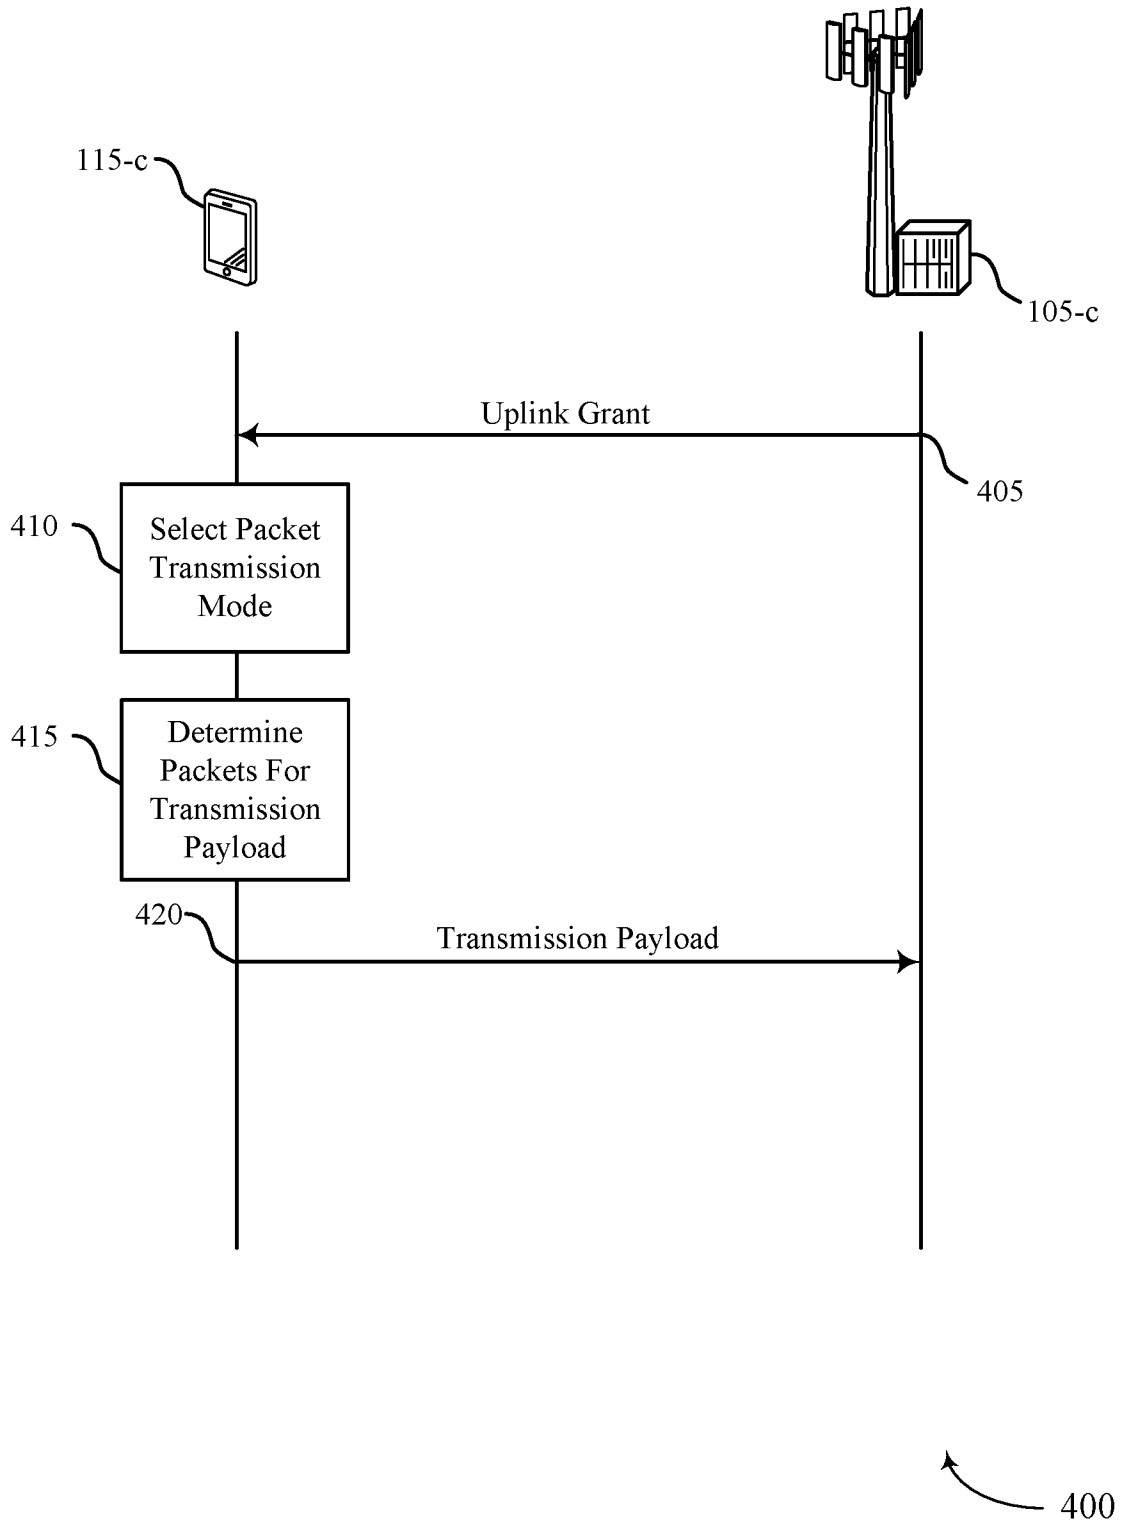 115-c
105-c
Uplink Grant
405
410
Select Packet
Transmission
Mode
415
Determine
Packets For
Transmission
Payload
420
Transmission Payload
400